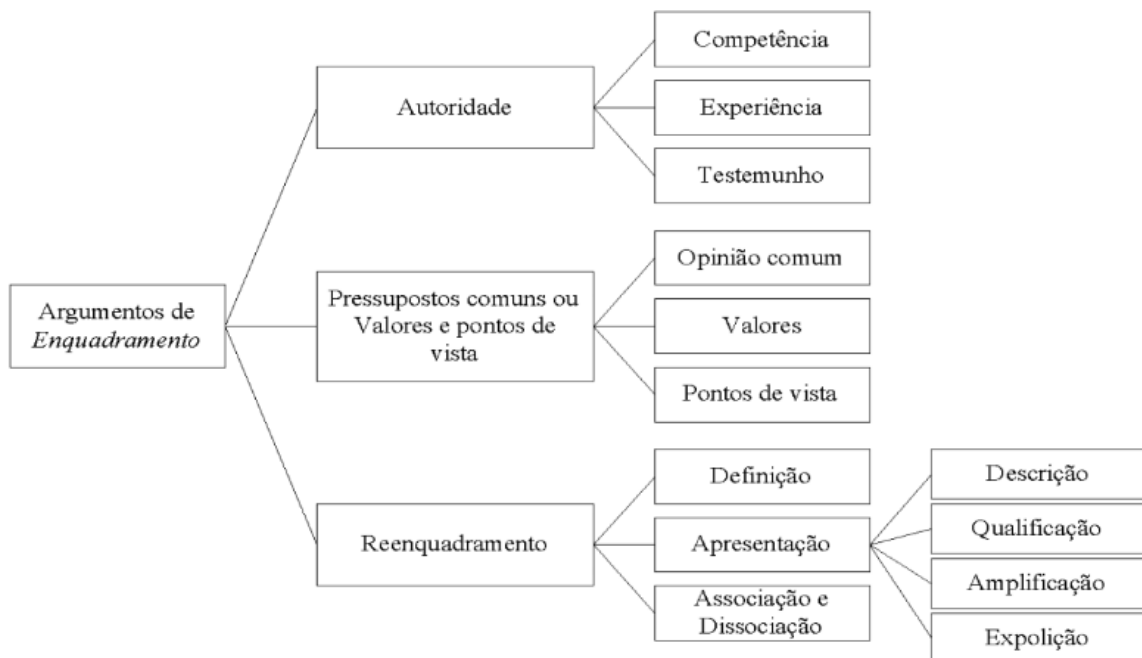 Argumentos de
Enquadramento
Autoridade
Competência
Experiência
Testemunho
Pressupostos comuns ou
Valores e pontos de
vista
Opinião comum
Valores
Pontos de vista
Reenquadramento
Definição
Apresentação
Associação e
Dissociação
Descrição
Qualificação
Amplificação
Expolição